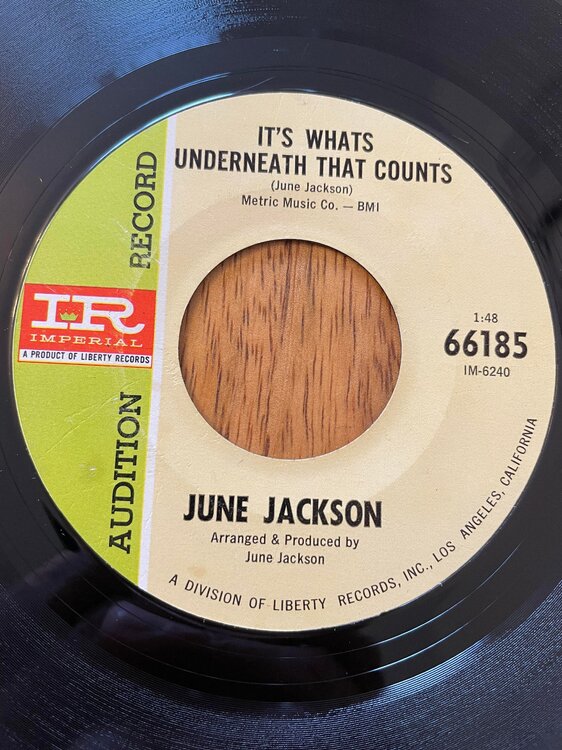 IT'S WHATS
UNDERNEATH THAT COUNTS
(June Jackson)
Metric Music Co. — BMI
AUDITION RECORD
IR
IMPERIAL
A PRODUCT OF LIBERTY RECORDS
1:48
66185
IM-6240
JUNE JACKSON
Arranged & Produced by
June Jackson
A DIVISION OF LIBERTY RECORDS, INC., LOS ANGELES, CALIFORNIA